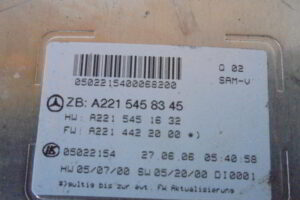 0502215400068200
Q 02
SAM-V
ZB: A221 545 83 45
HW: A221 545 16 32
FW: A221 442 20 00 *)
05022154 27.06.06 05:40:58
HW 05/07/00 SW 05/20/00 DI0001
*)gültig bis zur evt. FW Aktualisierung